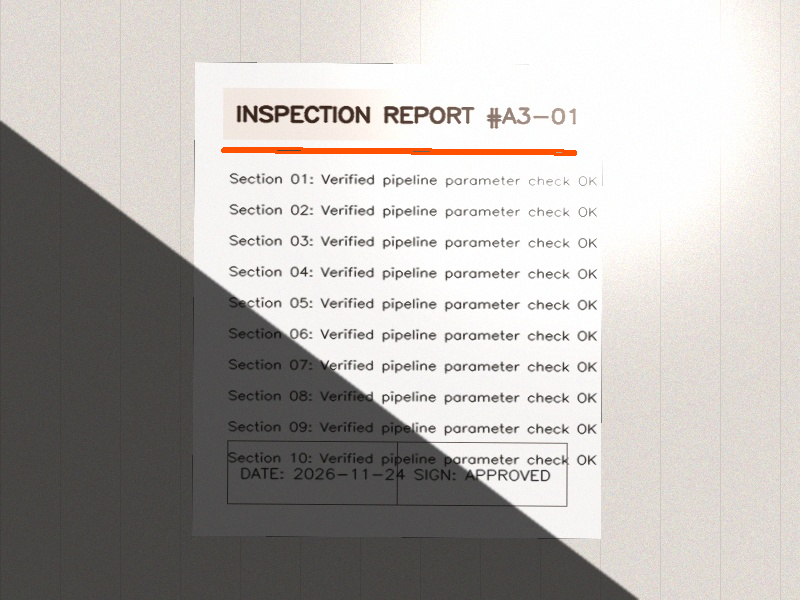 INSPECTION REPORT #A3-01
Section 01: Verified pipeline parameter check OK
Section 02: Verified pipeline parameter check OK
Section 03: Verified pipeline parameter check OK
Section 04: Verified pipeline parameter check OK
Section 05: Verified pipeline parameter check OK
Section 06: Verified pipeline parameter check OK
Section 07: Verified pipeline parameter check OK
Section 08: Verified pipeline parameter check OK
Section 09: Verified pipeline parameter check OK
Section 10: Verified pipeline parameter check OK
DATE: 2026-11-24 SIGN: APPROVED